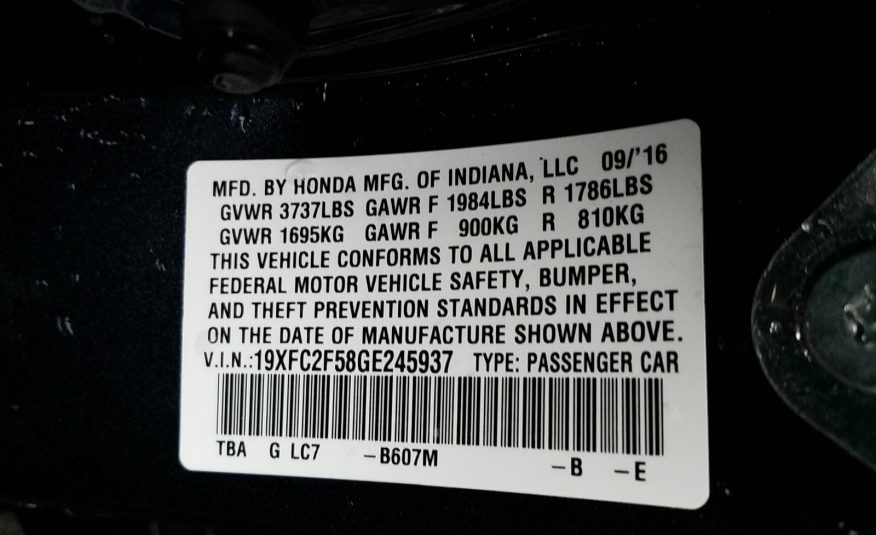 MFD. BY HONDA MFG. OF INDIANA, LLC 09/'16
GVWR 3737LBS GAWR F 1984LBS R 1786LBS
GVWR 1695KG GAWR F 900KG R 810KG
THIS VEHICLE CONFORMS TO ALL APPLICABLE
FEDERAL MOTOR VEHICLE SAFETY, BUMPER,
AND THEFT PREVENTION STANDARDS IN EFFECT
ON THE DATE OF MANUFACTURE SHOWN ABOVE.
V.I.N.:19XFC2F58GE245937 TYPE: PASSENGER CAR
TBA G LC7 -B607M -B -E